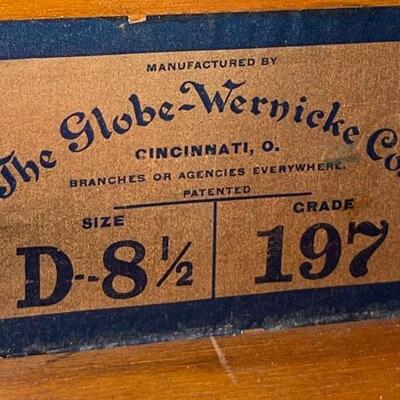 MANUFACTURED BY
The Globe-Wernicke Co.
CINCINNATI, O.
BRANCHES OR AGENCIES EVERYWHERE.
PATENTED
SIZE GRADE
D--8½ 197